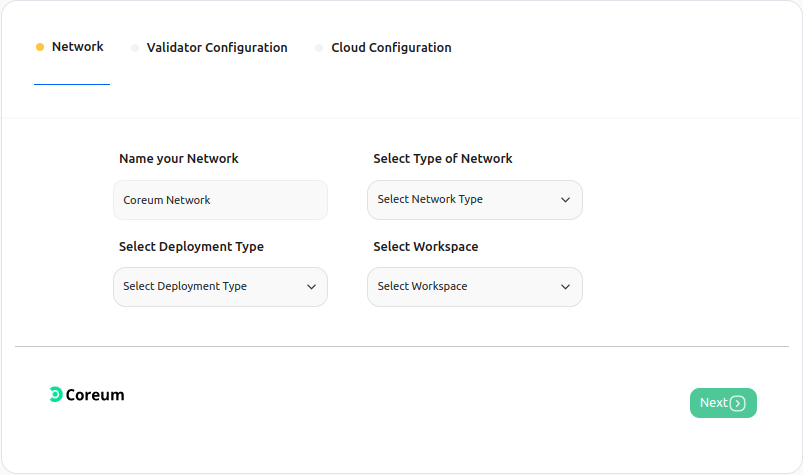 Network Validator Configuration Cloud Configuration
Name your Network Select Type of Network
Coreum Network Select Network Type
Select Deployment Type Select Workspace
Select Deployment Type Select Workspace
Coreum Next